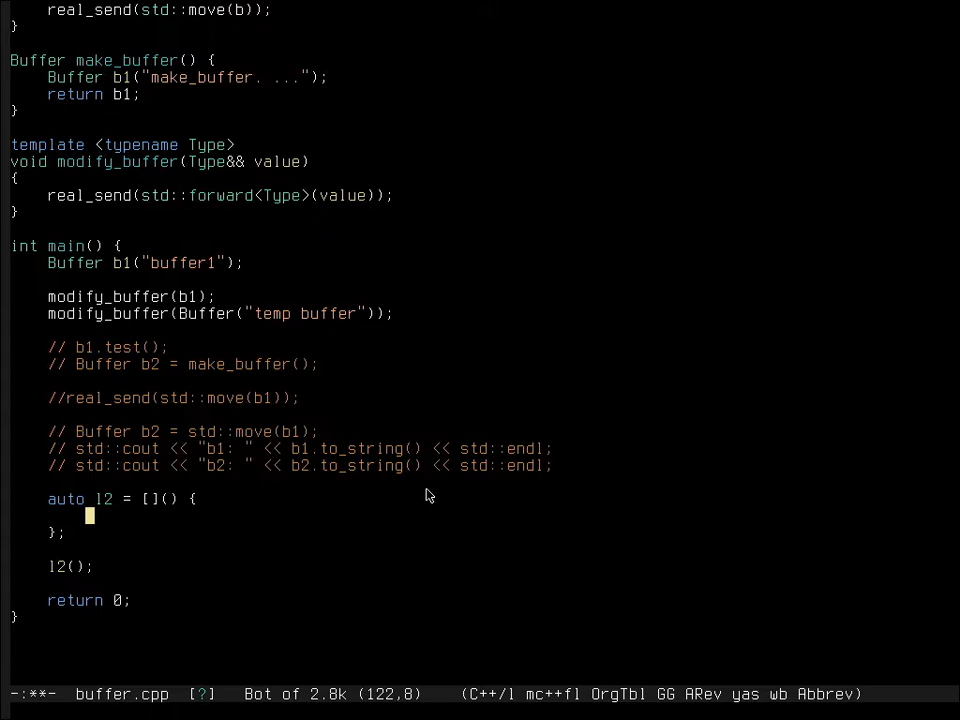 real_send(std::move(b));
}

Buffer make_buffer() {
    Buffer b1("make_buffer. ...");
    return b1;
}

template <typename Type>
void modify_buffer(Type&& value)
{
    real_send(std::forward<Type>(value));
}

int main() {
    Buffer b1("buffer1");

    modify_buffer(b1);
    modify_buffer(Buffer("temp buffer"));

    // b1.test();
    // Buffer b2 = make_buffer();

    //real_send(std::move(b1));

    // Buffer b2 = std::move(b1);
    // std::cout << "b1: " << b1.to_string() << std::endl;
    // std::cout << "b2: " << b2.to_string() << std::endl;

    auto l2 = []() {

    };

    l2();

    return 0;
}

-:**-  buffer.cpp  [?]   Bot of 2.8k (122,8)    (C++/l mc++fl OrgTbl GG ARev yas wb Abbrev)